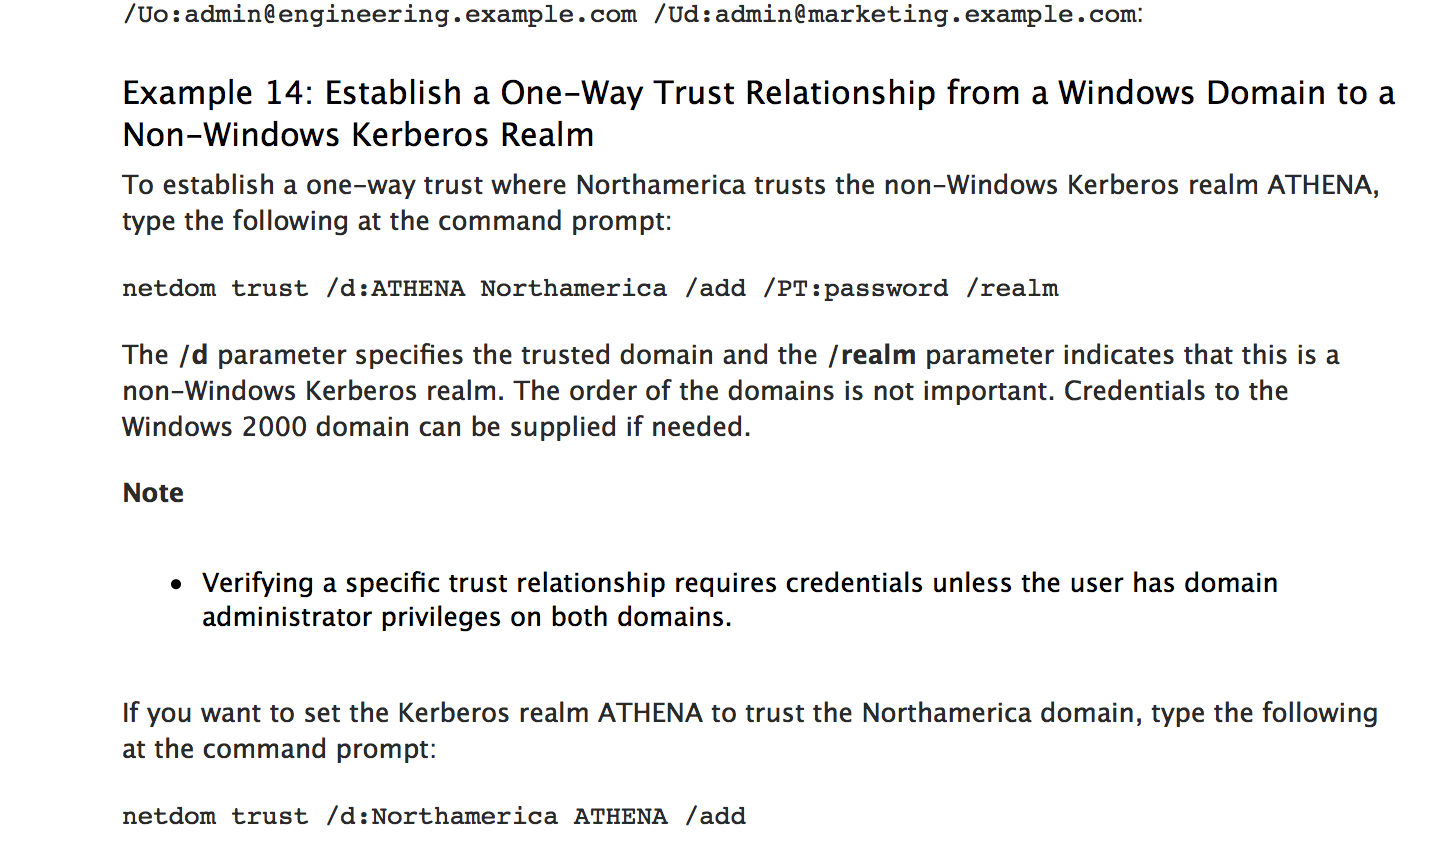 /Uo:admin@engineering.example.com /Ud:admin@marketing.example.com:
Example 14: Establish a One-Way Trust Relationship from a Windows Domain to a
Non-Windows Kerberos Realm
To establish a one-way trust where Northamerica trusts the non-Windows Kerberos realm ATHENA,
type the following at the command prompt:
netdom trust /d:ATHENA Northamerica /add /PT:password /realm
The /d parameter specifies the trusted domain and the /realm parameter indicates that this is a
non-Windows Kerberos realm. The order of the domains is not important. Credentials to the
Windows 2000 domain can be supplied if needed.
Note
• Verifying a specific trust relationship requires credentials unless the user has domain
administrator privileges on both domains.
If you want to set the Kerberos realm ATHENA to trust the Northamerica domain, type the following
at the command prompt:
netdom trust /d:Northamerica ATHENA /add